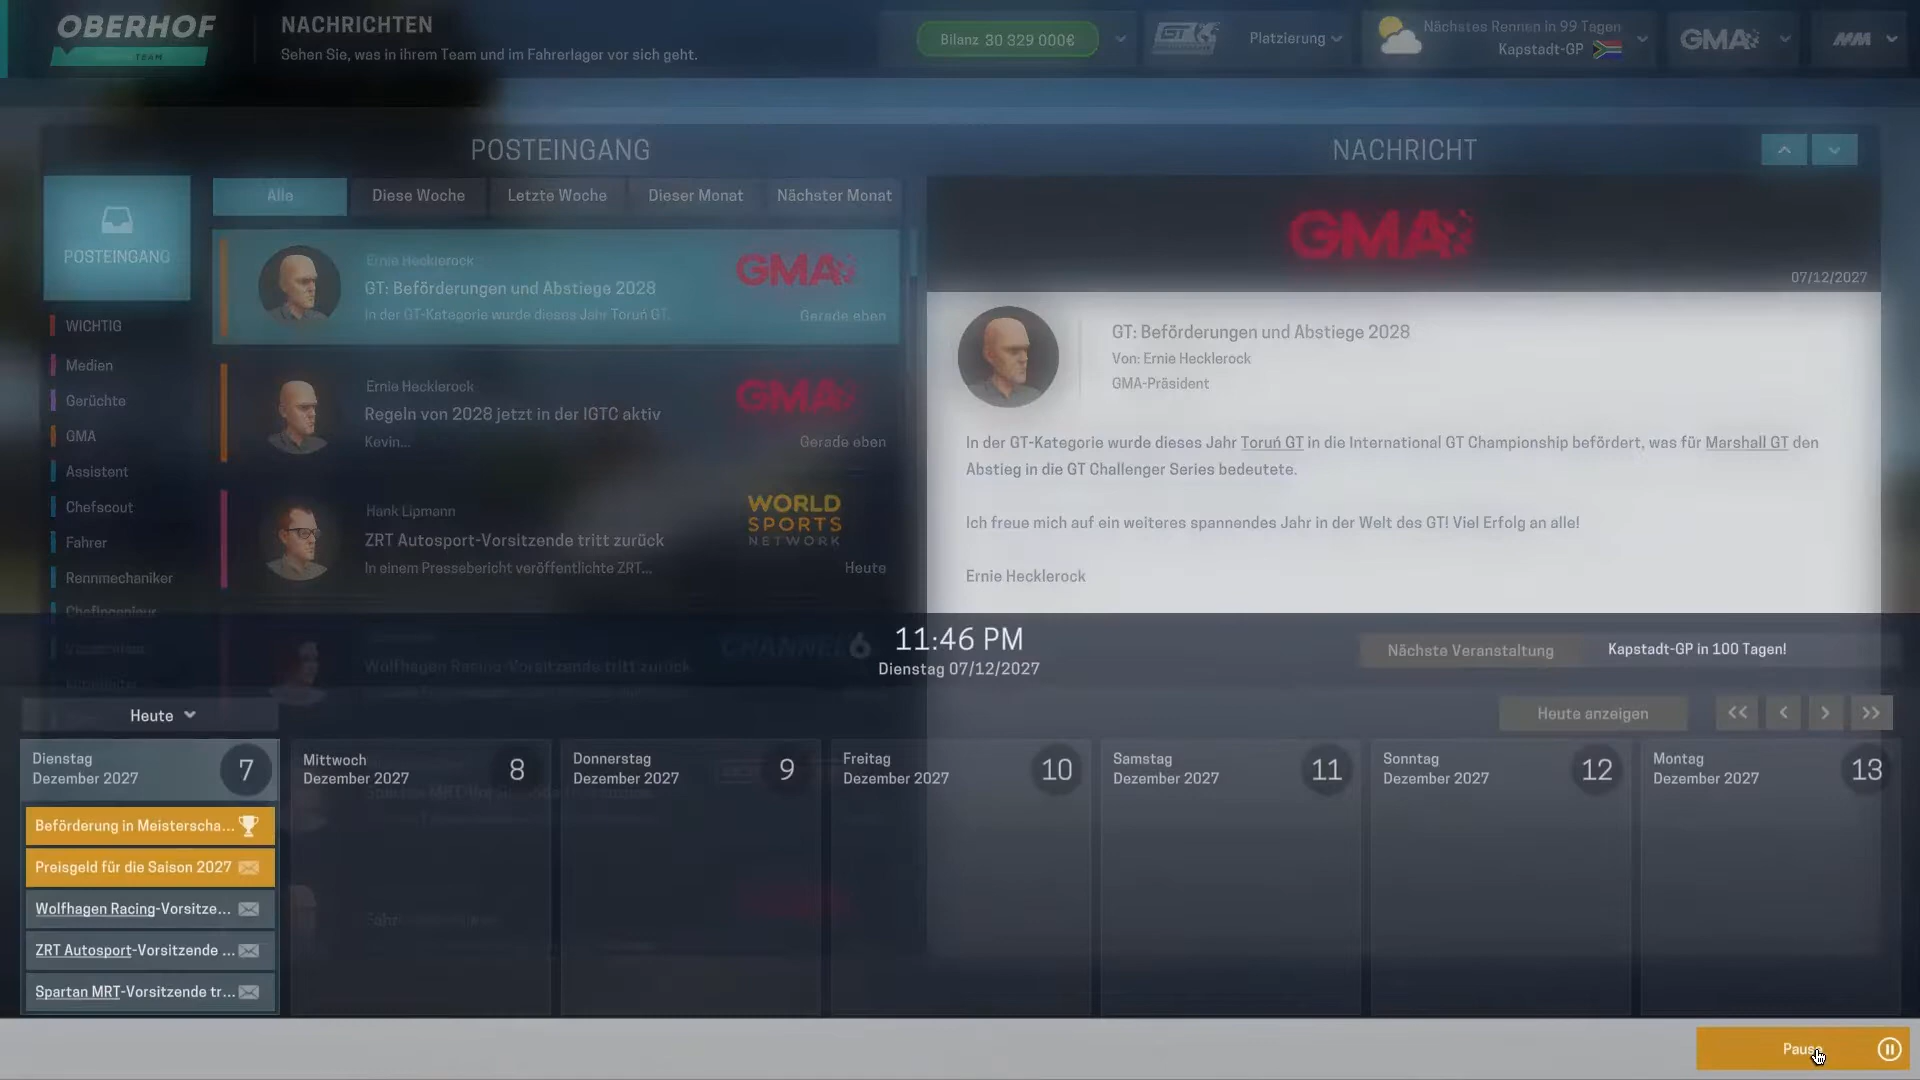 OBERHOF
TEAM
NACHRICHTEN
Sehen Sie, was in ihrem Team und im Fahrerlager vor sich geht.
Bilanz 30 329 000€
GT
Platzierung
Nächstes Rennen in 99 Tagen
Kapstadt-GP
GMA
MM
POSTEINGANG
NACHRICHT
POSTEINGANG
Alle
Diese Woche
Letzte Woche
Dieser Monat
Nächster Monat
WICHTIG
Medien
Gerüchte
GMA
Assistent
Chefscout
Fahrer
Rennmechaniker
Chefingenieur
Ernie Hecklerock
GT: Beförderungen und Abstiege 2028
In der GT-Kategorie wurde dieses Jahr Toruń GT...
GMA
Gerade eben
Ernie Hecklerock
Regeln von 2028 jetzt in der IGTC aktiv
Kevin...
GMA
Gerade eben
Hank Lipmann
ZRT Autosport-Vorsitzende tritt zurück
In einem Pressebericht veröffentlichte ZRT...
WORLD
SPORTS
NETWORK
Heute
Wolfhagen Racing-Vorsitzende tritt zurück
CHANNEL 6
GMA
07/12/2027
GT: Beförderungen und Abstiege 2028
Von: Ernie Hecklerock
GMA-Präsident
In der GT-Kategorie wurde dieses Jahr Toruń GT in die International GT Championship befördert, was für Marshall GT den
Abstieg in die GT Challenger Series bedeutete.
Ich freue mich auf ein weiteres spannendes Jahr in der Welt des GT! Viel Erfolg an alle!
Ernie Hecklerock
11:46 PM
Dienstag 07/12/2027
Nächste Veranstaltung
Kapstadt-GP in 100 Tagen!
Heute
Heute anzeigen
<< < > >>
Dienstag
Dezember 2027
7
Mittwoch
Dezember 2027
8
Donnerstag
Dezember 2027
9
Freitag
Dezember 2027
10
Samstag
Dezember 2027
11
Sonntag
Dezember 2027
12
Montag
Dezember 2027
13
Beförderung in Meisterscha...
Preisgeld für die Saison 2027
Wolfhagen Racing-Vorsitze...
ZRT Autosport-Vorsitzende ...
Spartan MRT-Vorsitzende tr...
Pause